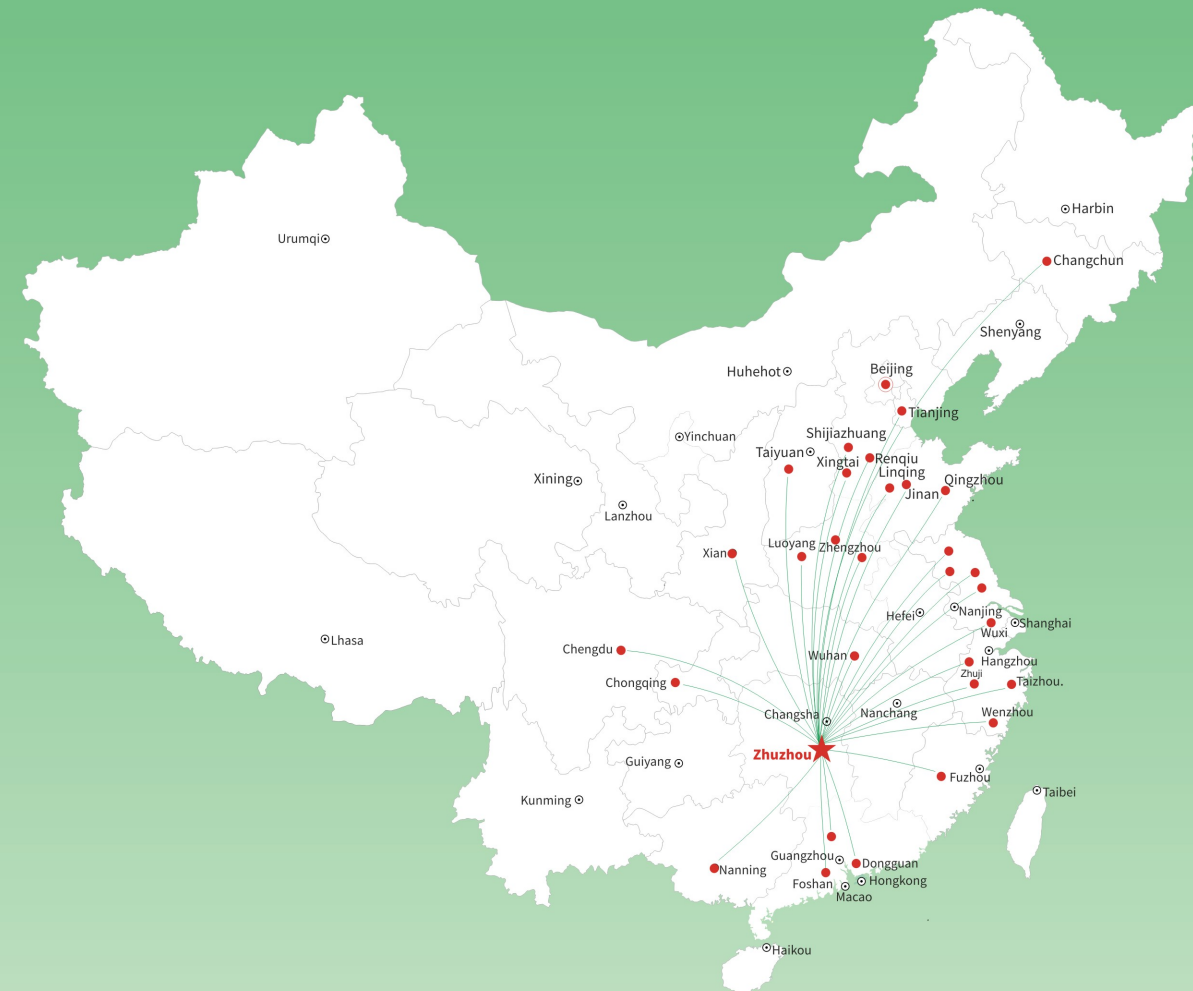 Harbin
Urumqi
Changchun
Shenyang
Beijing
Huhehot
Tianjing
Shijiazhuang
Yinchuan
Taiyuan
Xingtai
Renqiu
Linqing
Xining
Qingzhou
Jinan
Lanzhou
Luoyang
Zhengzhou
Xian
Nanjing
Hefei
Shanghai
Wuxi
Lhasa
Chengdu
Wuhan
Hangzhou
Zhuji
Chongqing
Taizhou.
Changsha
Nanchang
Wenzhou
Zhuzhou
Guiyang
Fuzhou
Taibei
Kunming
Guangzhou
Dongguan
Nanning
Foshan
Hongkong
Macao
Haikou